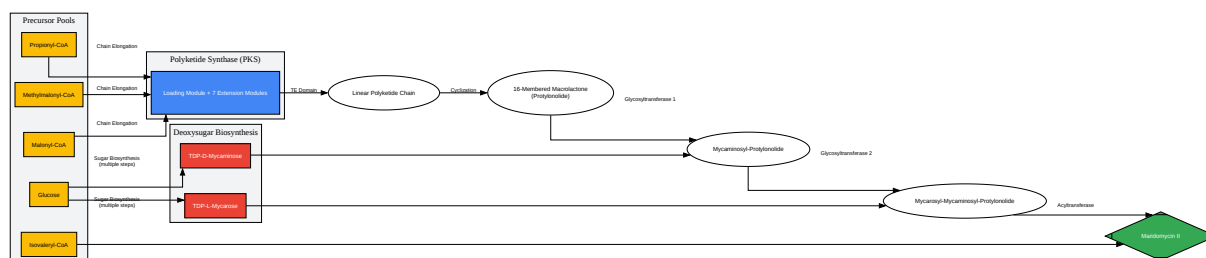 Precursor Pools
Propionyl-CoA
Chain Elongation
Polyketide Synthase (PKS)
Methylmalonyl-CoA
Chain Elongation
Loading Module + 7 Extension Modules
TE Domain
Linear Polyketide Chain
Cyclization
16-Membered Macrolactone
(Protylonolide)
Glycosyltransferase 1
Chain Elongation
Malonyl-CoA
Deoxysugar Biosynthesis
Sugar Biosynthesis
(multiple steps)
TDP-D-Mycaminose
Mycaminosyl-Protylonolide
Glycosyltransferase 2
Glucose
Sugar Biosynthesis
(multiple steps)
TDP-L-Mycarose
Mycarosyl-Mycaminosyl-Protylonolide
Acyltransferase
Isovaleryl-CoA
Maridomycin II